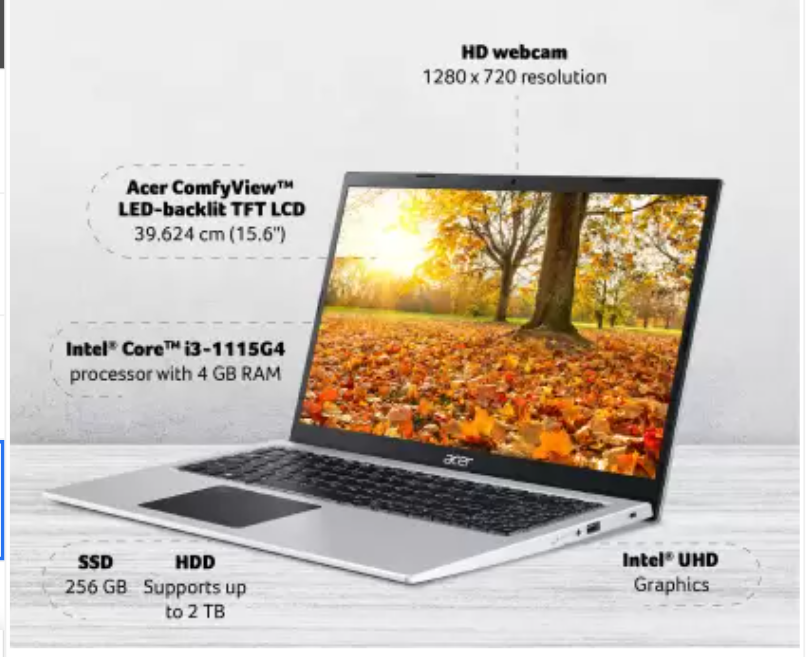 HD webcam
1280 x 720 resolution
Acer ComfyView™
LED-backlit TFT LCD
39.624 cm (15.6")
Intel® Core™ i3-1115G4
processor with 4 GB RAM
acer
SSD
256 GB
HDD
Supports up
to 2 TB
Intel® UHD
Graphics